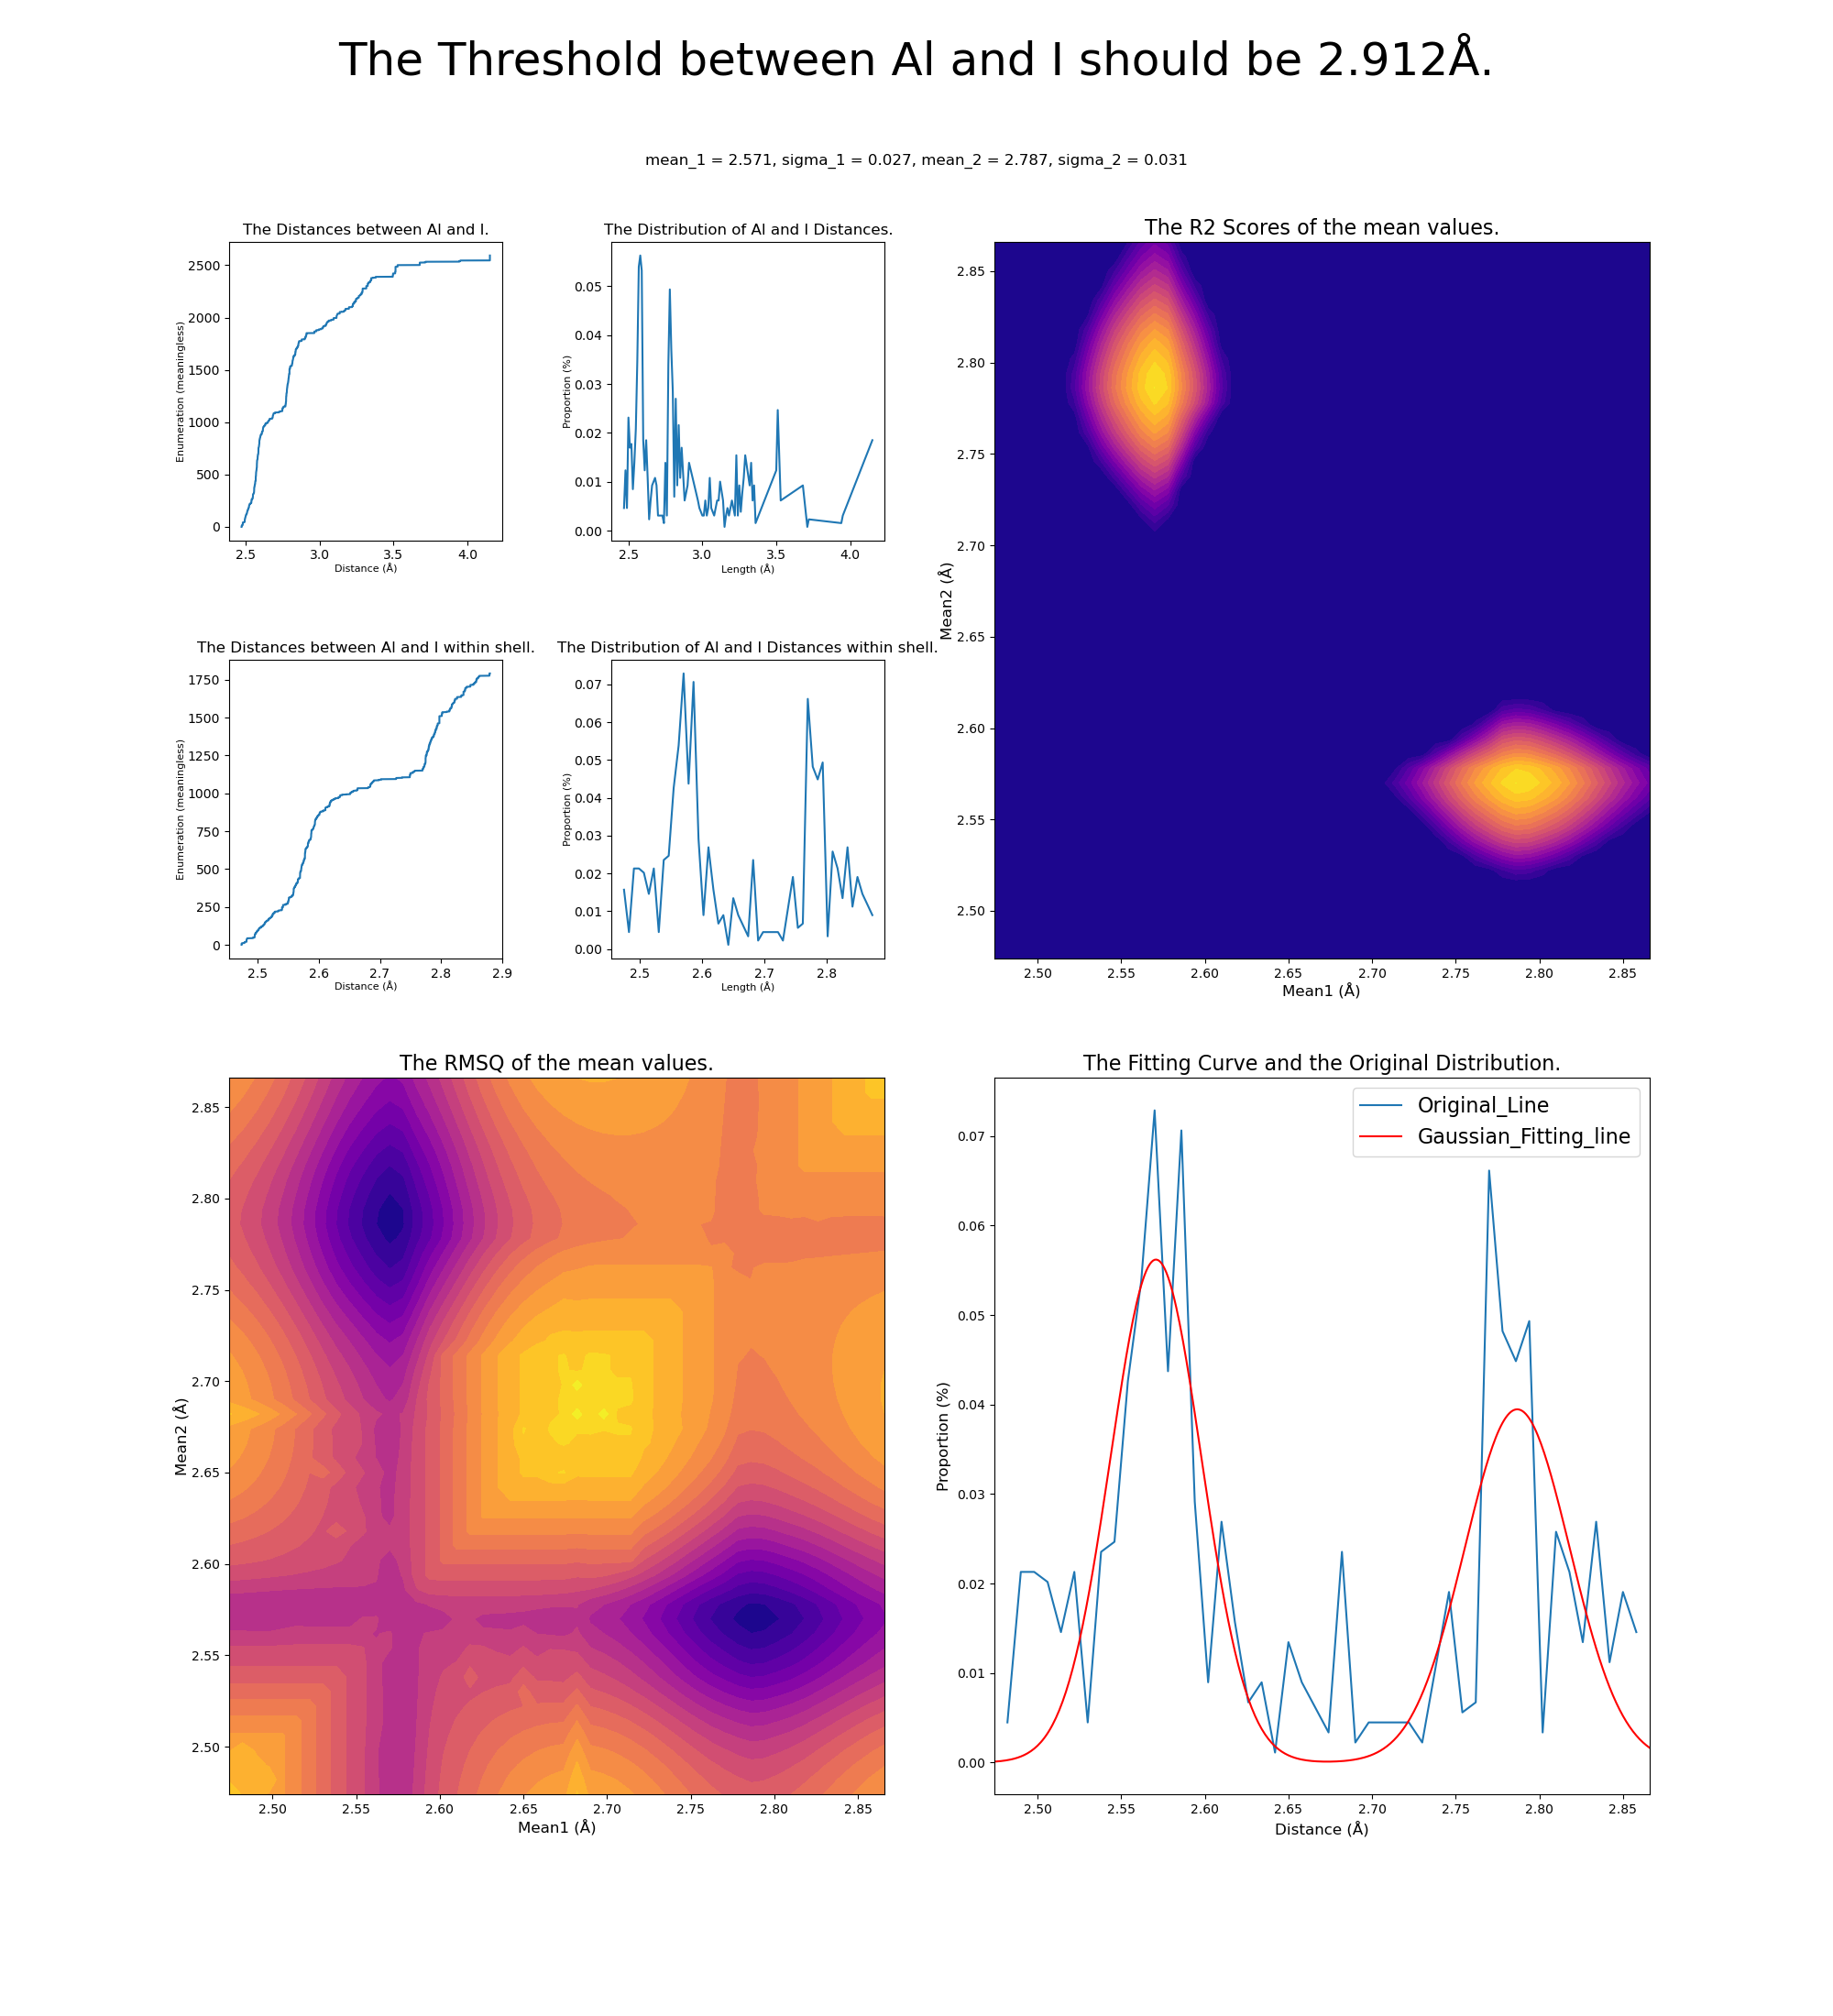 The Threshold between Al and I should be 2.912Å.
mean_1 = 2.571, sigma_1 = 0.027, mean_2 = 2.787, sigma_2 = 0.031
The Distances between Al and I.
Enumeration (meaningless)
2500
2000
1500
1000
500
0
2.5 3.0 3.5 4.0
Distance (Å)
The Distribution of Al and I Distances.
Proportion (%)
0.05
0.04
0.03
0.02
0.01
0.00
2.5 3.0 3.5 4.0
Length (Å)
The R2 Scores of the mean values.
Mean2 (Å)
2.85
2.80
2.75
2.70
2.65
2.60
2.55
2.50
2.50 2.55 2.60 2.65 2.70 2.75 2.80 2.85
Mean1 (Å)
The Distances between Al and I within shell.
Enumeration (meaningless)
1750
1500
1250
1000
750
500
250
0
2.5 2.6 2.7 2.8 2.9
Distance (Å)
The Distribution of Al and I Distances within shell.
Proportion (%)
0.07
0.06
0.05
0.04
0.03
0.02
0.01
0.00
2.5 2.6 2.7 2.8
Length (Å)
The RMSQ of the mean values.
Mean2 (Å)
2.85
2.80
2.75
2.70
2.65
2.60
2.55
2.50
2.50 2.55 2.60 2.65 2.70 2.75 2.80 2.85
Mean1 (Å)
The Fitting Curve and the Original Distribution.
Original_Line
Gaussian_Fitting_line
Proportion (%)
0.07
0.06
0.05
0.04
0.03
0.02
0.01
0.00
2.50 2.55 2.60 2.65 2.70 2.75 2.80 2.85
Distance (Å)